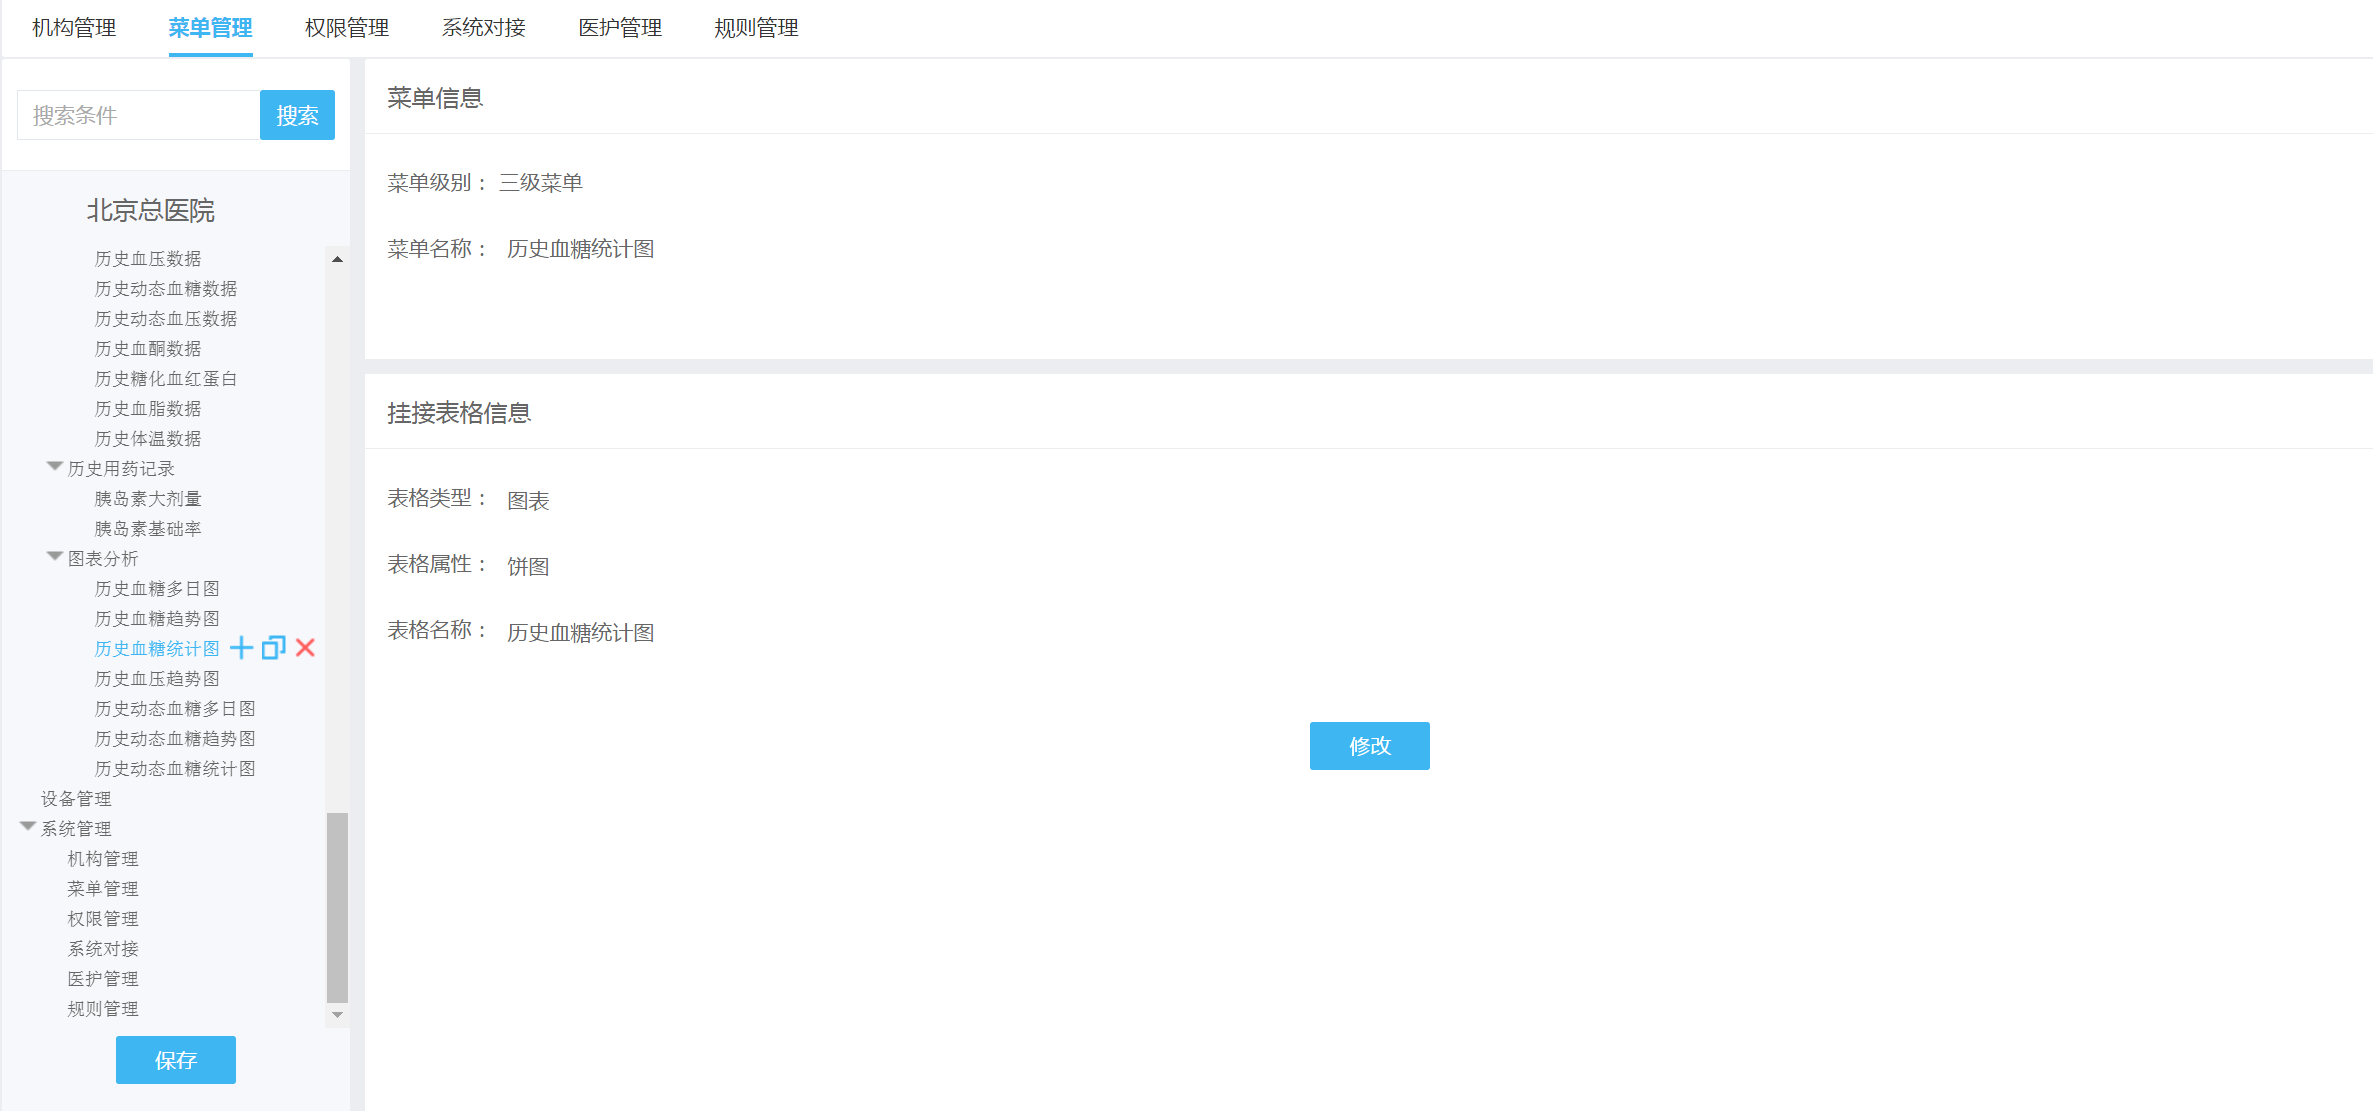 机构管理 菜单管理 权限管理 系统对接 医护管理 规则管理
搜索条件 搜索
北京总医院
历史血压数据
历史动态血糖数据
历史动态血压数据
历史血酮数据
历史糖化血红蛋白
历史血脂数据
历史体温数据
历史用药记录
胰岛素大剂量
胰岛素基础率
图表分析
历史血糖多日图
历史血糖趋势图
历史血糖统计图
历史血压趋势图
历史动态血糖多日图
历史动态血糖趋势图
历史动态血糖统计图
设备管理
系统管理
机构管理
菜单管理
权限管理
系统对接
医护管理
规则管理
保存
菜单信息
菜单级别： 三级菜单
菜单名称： 历史血糖统计图
挂接表格信息
表格类型： 图表
表格属性： 饼图
表格名称： 历史血糖统计图
修改